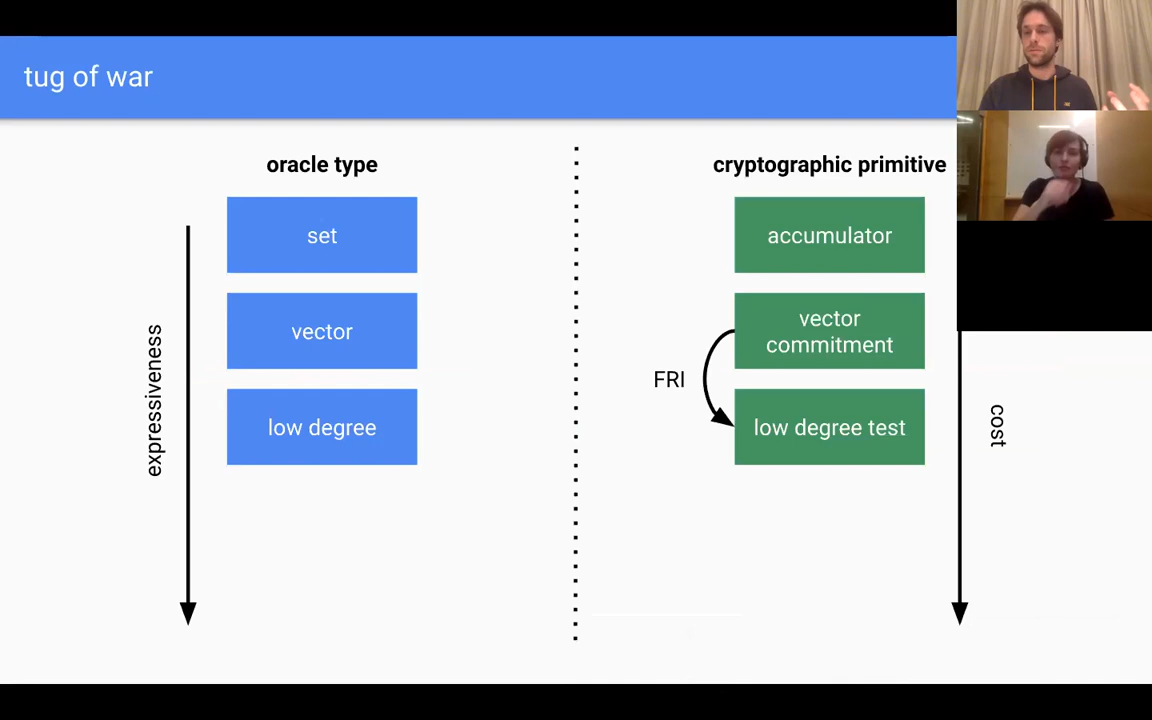 tug of war
oracle type
cryptographic primitive
set
accumulator
vector
vector
commitment
FRI
low degree
low degree test
expressiveness
cost